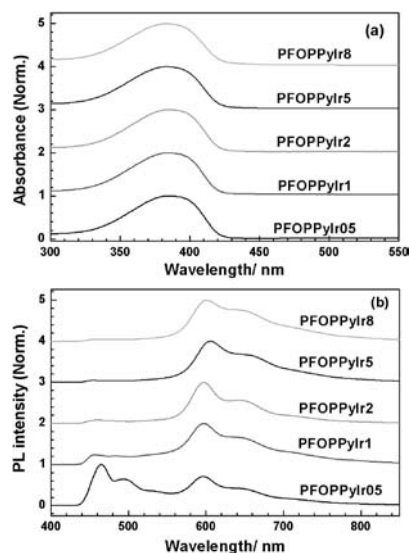 (a)
Absorbance (Norm.)
5
4
3
2
1
0
PFOPPyIr8
PFOPPyIr5
PFOPPyIr2
PFOPPyIr1
PFOPPyIr05
300 350 400 450 500 550
Wavelength/ nm
(b)
PL intensity (Norm.)
5
4
3
2
1
0
PFOPPyIr8
PFOPPyIr5
PFOPPyIr2
PFOPPyIr1
PFOPPyIr05
400 500 600 700 800
Wavelength/ nm